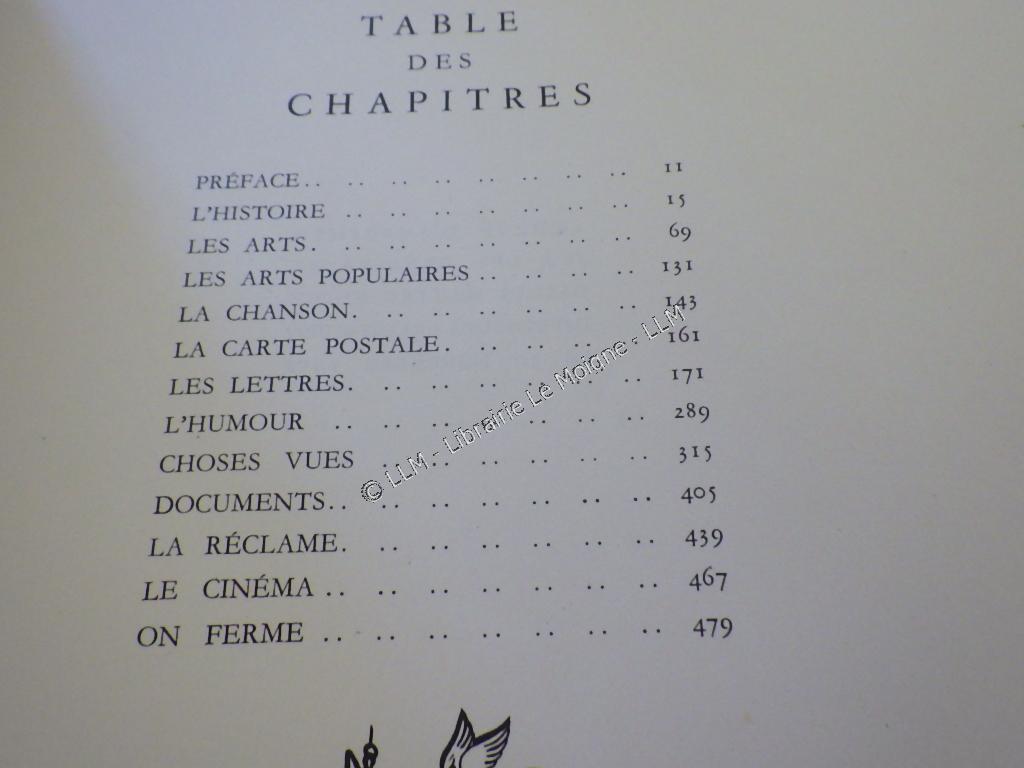 TABLE
DES
CHAPITRES
PRÉFACE.. .. .. .. .. .. .. .. 11
L'HISTOIRE .. .. .. .. .. .. .. 15
LES ARTS. .. .. .. .. .. .. .. 69
LES ARTS POPULAIRES .. .. .. .. 131
LA CHANSON. .. .. .. .. .. .. 143
LA CARTE POSTALE. .. .. .. .. 161
LES LETTRES. .. .. .. .. .. .. 171
L'HUMOUR .. .. .. .. .. .. .. 289
CHOSES VUES .. .. .. .. .. .. 315
DOCUMENTS.. .. .. .. .. .. .. 405
LA RÉCLAME. .. .. .. .. .. .. 439
LE CINÉMA .. .. .. .. .. .. .. 467
ON FERME .. .. .. .. .. .. .. 479
© LLM - Librairie Le Moigne - LLM